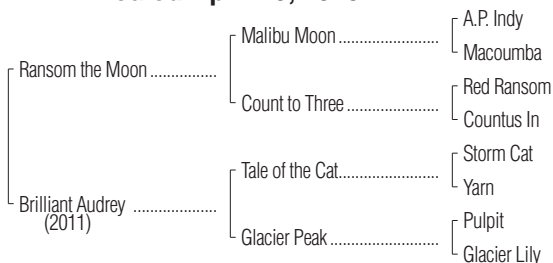 A.P. Indy
Malibu Moon ........................
Macoumba
Ransom the Moon ................
Red Ransom
Count to Three ......................
Countus In
Storm Cat
Tale of the Cat........................
Yarn
Brilliant Audrey ....................
(2011)
Pulpit
Glacier Peak ..........................
Glacier Lily